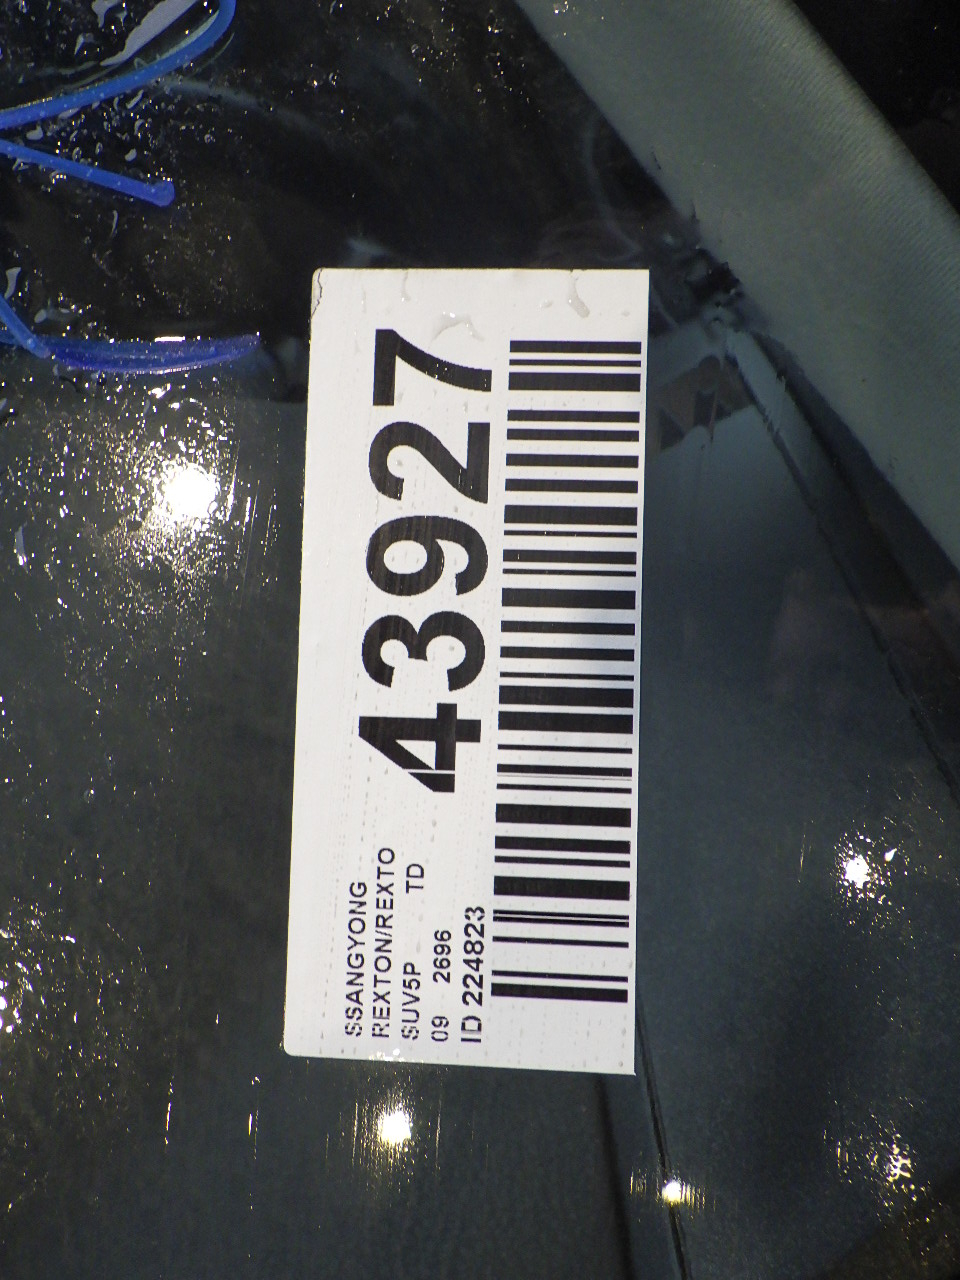 SSANGYONG
REXTON/REXTO
SUV5P TD
09 2696
ID 224823
43927